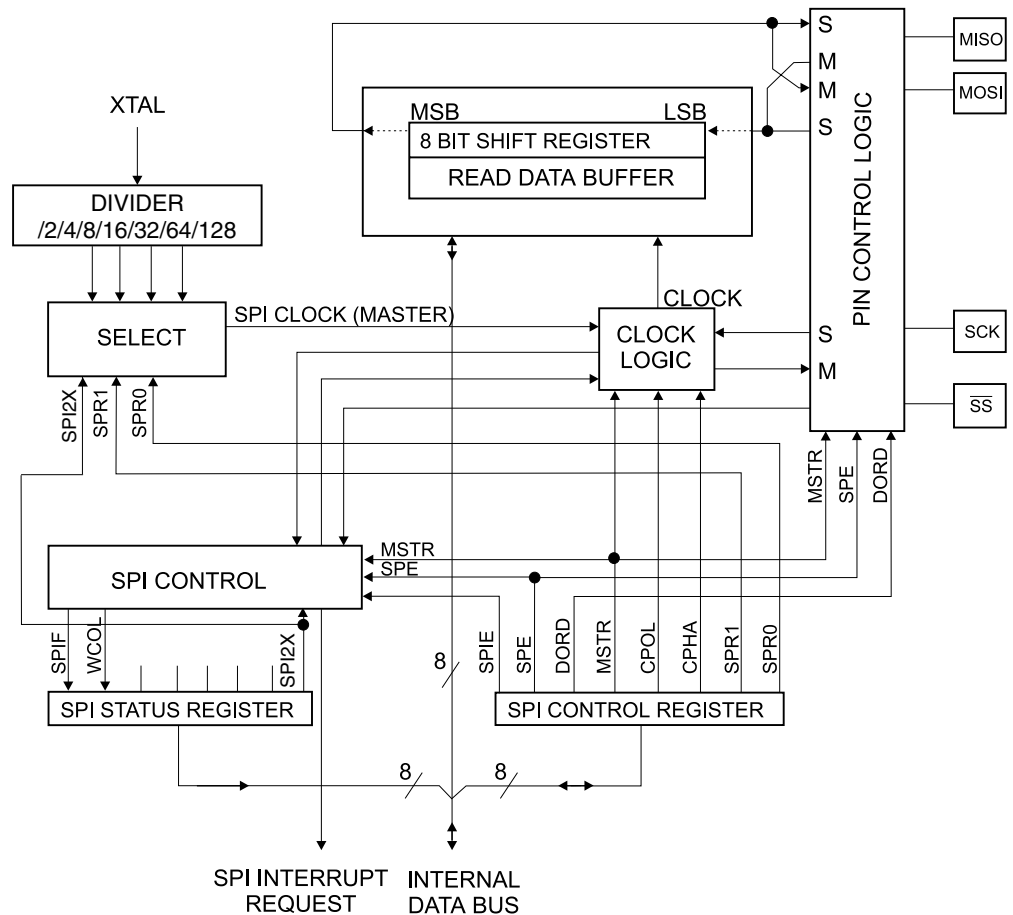 S
MISO
M
XTAL
M
MOSI
MSB
LSB
S
8 BIT SHIFT REGISTER
READ DATA BUFFER
DIVIDER
/2/4/8/16/32/64/128
PIN CONTROL LOGIC
CLOCK
SPI CLOCK (MASTER)
SELECT
CLOCK
LOGIC
S
SCK
M
SPI2X
SPR1
SPR0
SS
MSTR
SPE
DORD
MSTR
SPE
SPI CONTROL
SPIF
WCOL
SPI2X
SPIE
SPE
DORD
MSTR
CPOL
CPHA
SPR1
SPR0
8
SPI STATUS REGISTER
SPI CONTROL REGISTER
8
8
SPI INTERRUPT
REQUEST
INTERNAL
DATA BUS